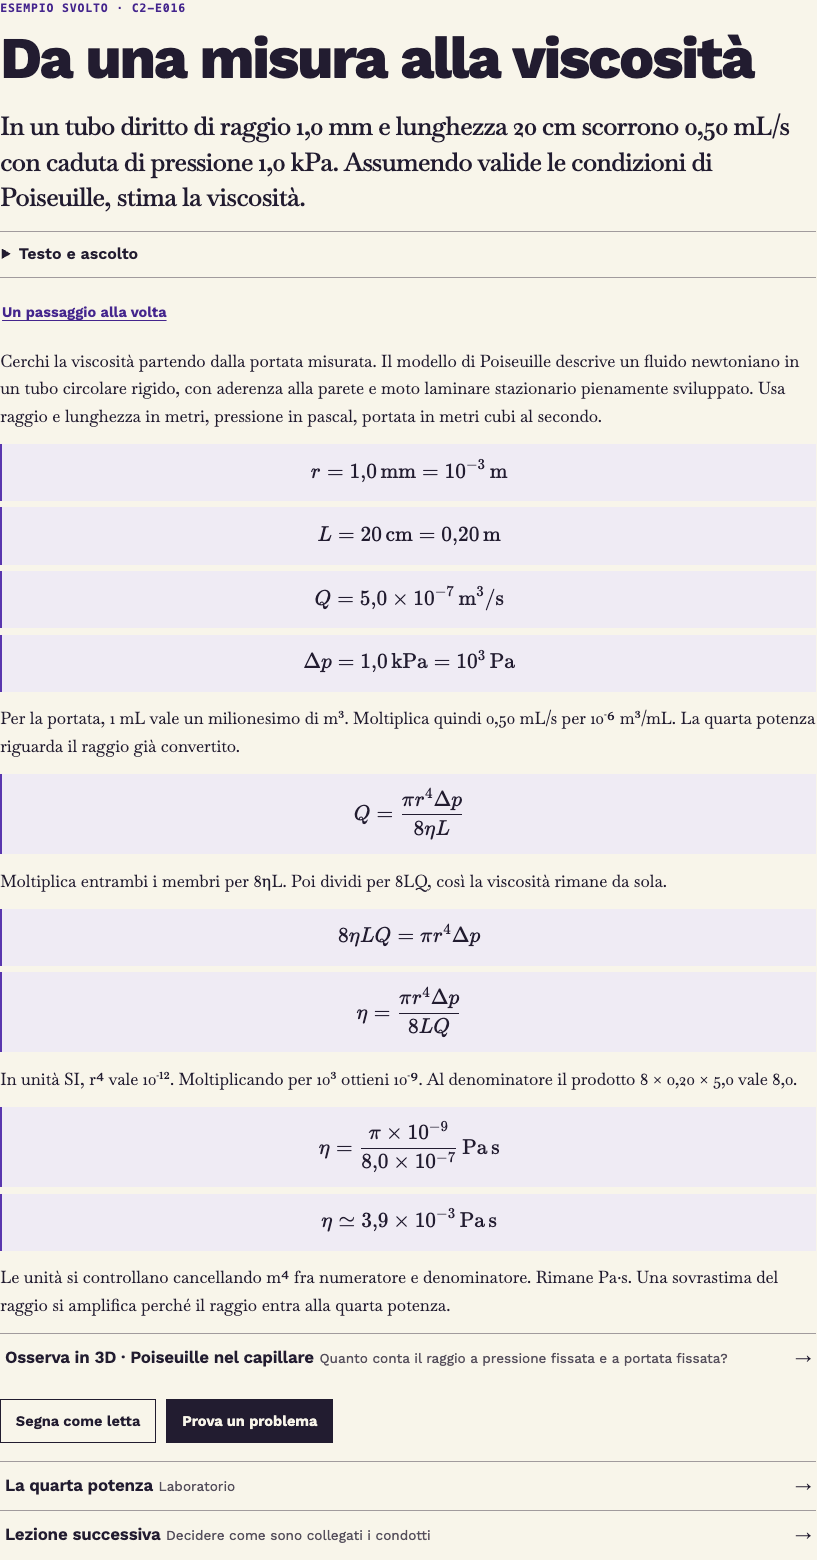 ESEMPIO SVOLTO · C2-E016
Da una misura alla viscosità
In un tubo diritto di raggio 1,0 mm e lunghezza 20 cm scorrono 0,50 mL/s
con caduta di pressione 1,0 kPa. Assumendo valide le condizioni di
Poiseuille, stima la viscosità.
▶ Testo e ascolto
Un passaggio alla volta
Cerchi la viscosità partendo dalla portata misurata. Il modello di Poiseuille descrive un fluido newtoniano in
un tubo circolare rigido, con aderenza alla parete e moto laminare stazionario pienamente sviluppato. Usa
raggio e lunghezza in metri, pressione in pascal, portata in metri cubi al secondo.
r = 1,0 mm = 10⁻³ m
L = 20 cm = 0,20 m
Q = 5,0 × 10⁻⁷ m³/s
Δp = 1,0 kPa = 10³ Pa
Per la portata, 1 mL vale un milionesimo di m³. Moltiplica quindi 0,50 mL/s per 10⁻⁶ m³/mL. La quarta potenza
riguarda il raggio già convertito.
Q = πr⁴Δp / 8ηL
Moltiplica entrambi i membri per 8ηL. Poi dividi per 8LQ, così la viscosità rimane da sola.
8ηLQ = πr⁴Δp
η = πr⁴Δp / 8LQ
In unità SI, r⁴ vale 10⁻¹². Moltiplicando per 10³ ottieni 10⁻⁹. Al denominatore il prodotto 8 × 0,20 × 5,0 vale 8,0.
η = π × 10⁻⁹ / 8,0 × 10⁻⁷ Pa s
η ≃ 3,9 × 10⁻³ Pa s
Le unità si controllano cancellando m⁴ fra numeratore e denominatore. Rimane Pa·s. Una sovrastima del
raggio si amplifica perché il raggio entra alla quarta potenza.
Osserva in 3D · Poiseuille nel capillare Quanto conta il raggio a pressione fissata e a portata fissata? →
Segna come letta Prova un problema
La quarta potenza Laboratorio →
Lezione successiva Decidere come sono collegati i condotti →